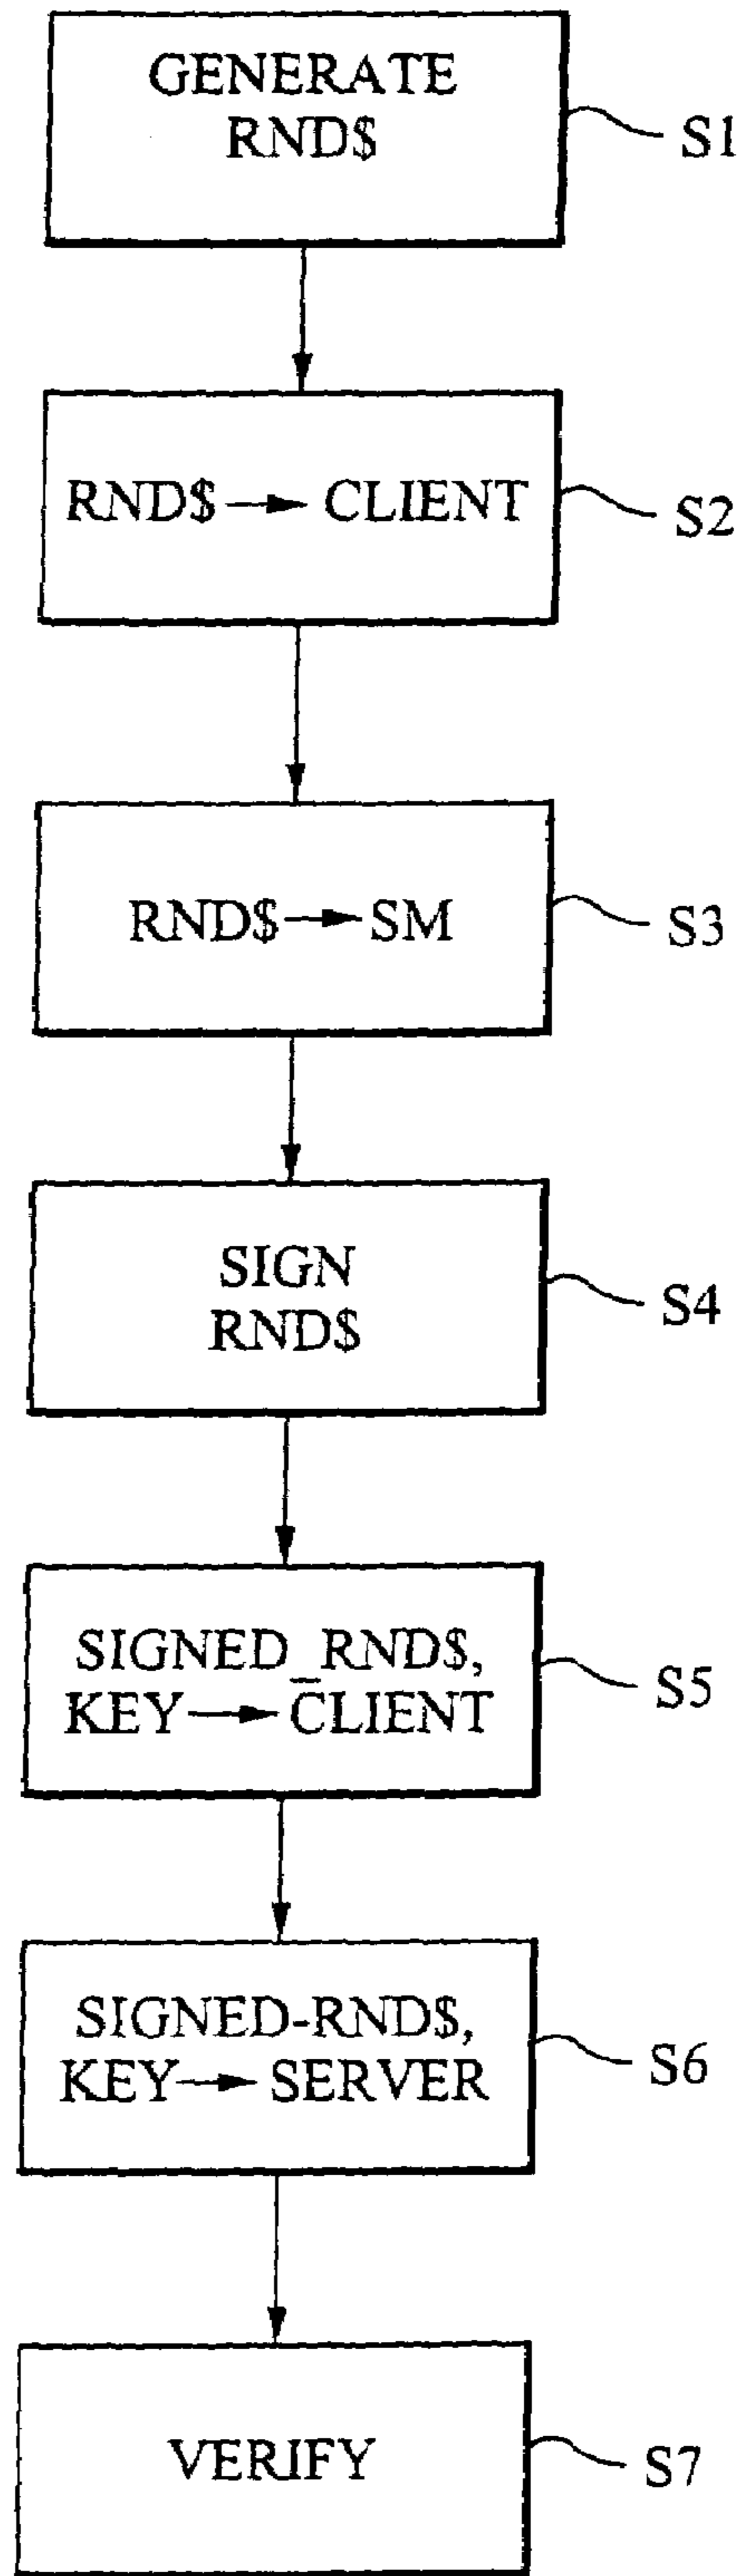 GENERATE
RND$
S1
RND$ → CLIENT
S2
RND$ → SM
S3
SIGN
RND$
S4
SIGNED_RND$,
KEY → CLIENT
S5
SIGNED-RND$,
KEY → SERVER
S6
VERIFY
S7